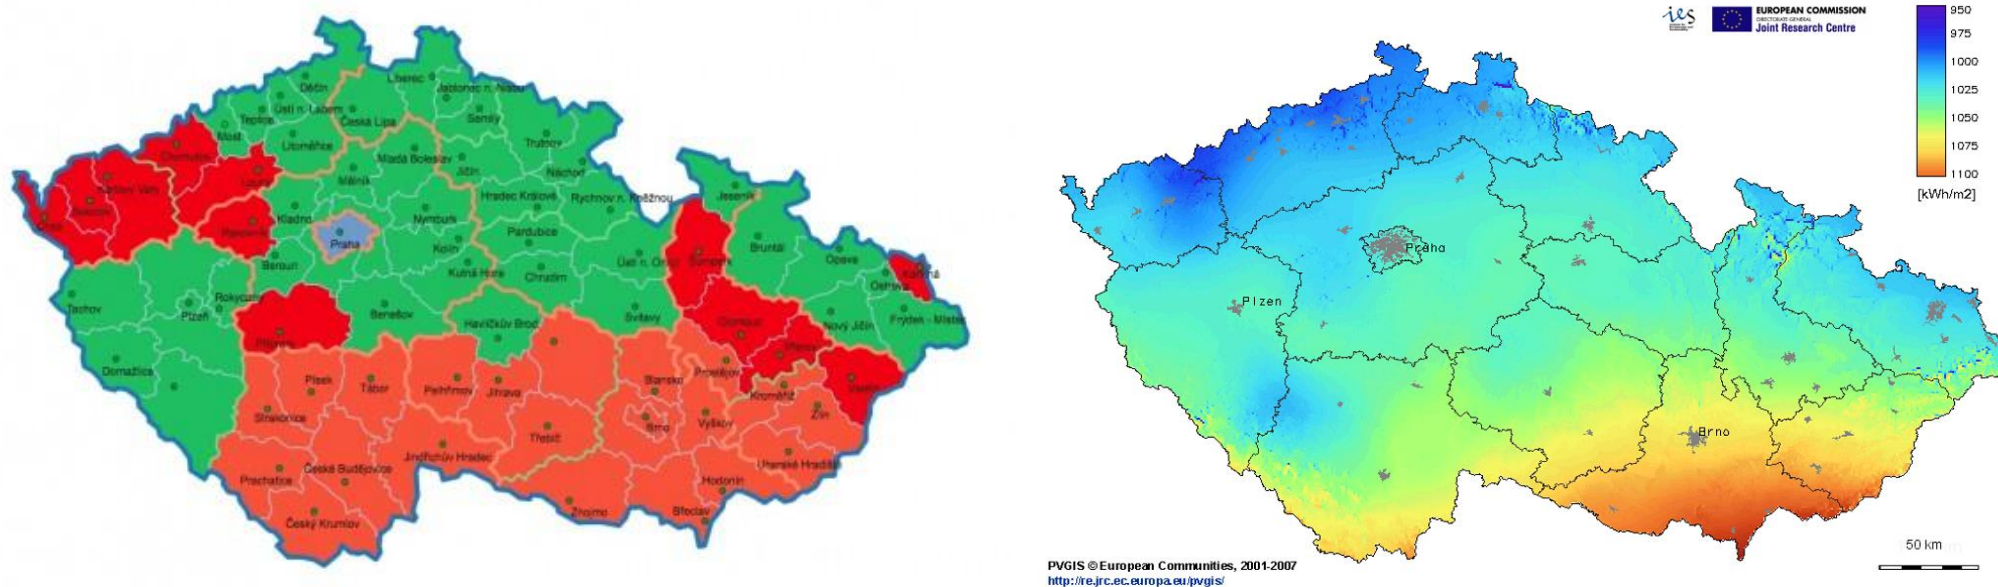 Děčín
Liberec
Jablonec n. Nisou
Ústí n. Labem
Teplice
Česká Lípa
Semily
Most
Litoměřice
Trutnov
Chomutov
Mladá Boleslav
Jičín
Náchod
Louny
Mělník
Karlovy Vary
Hradec Králové
Rychnov n. Kněžnou
Jeseník
Sokolov
Cheb
Kladno
Nymburk
Rakovník
Praha
Pardubice
Bruntál
Kolín
Opava
Beroun
Kutná Hora
Chrudim
Ústí n. Orlicí
Šumperk
Karviná
Ostrava
Tachov
Rokycany
Plzeň
Benešov
Havlíčkův Brod
Svitavy
Olomouc
Nový Jičín
Frýdek - Místek
Příbram
Přerov
Domažlice
Písek
Tábor
Pelhřimov
Jihlava
Blansko
Prostějov
Kroměříž
Vsetín
Strakonice
Brno
Vyškov
Zlín
Třebíč
Jindřichův Hradec
Uherské Hradiště
Prachatice
České Budějovice
Hodonín
Znojmo
Břeclav
Český Krumlov
ies
EUROPEAN COMMISSION
DIRECTORATE-GENERAL
Joint Research Centre
950
975
1000
1025
1050
1075
1100
[kWh/m2]
Praha
Plzen
Brno
50 km
PVGIS © European Communities, 2001-2007
http://re.jrc.ec.europa.eu/pvgis/